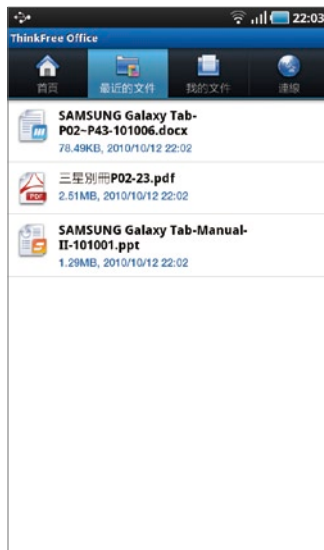 22:03
ThinkFree Office
首頁 最近的文件 我的文件 連線
SAMSUNG Galaxy Tab-
P02~P43-101006.docx
78.49KB, 2010/10/12 22:02
三星別冊P02-23.pdf
2.51MB, 2010/10/12 22:02
SAMSUNG Galaxy Tab-Manual-
II-101001.ppt
1.29MB, 2010/10/12 22:02
PDF